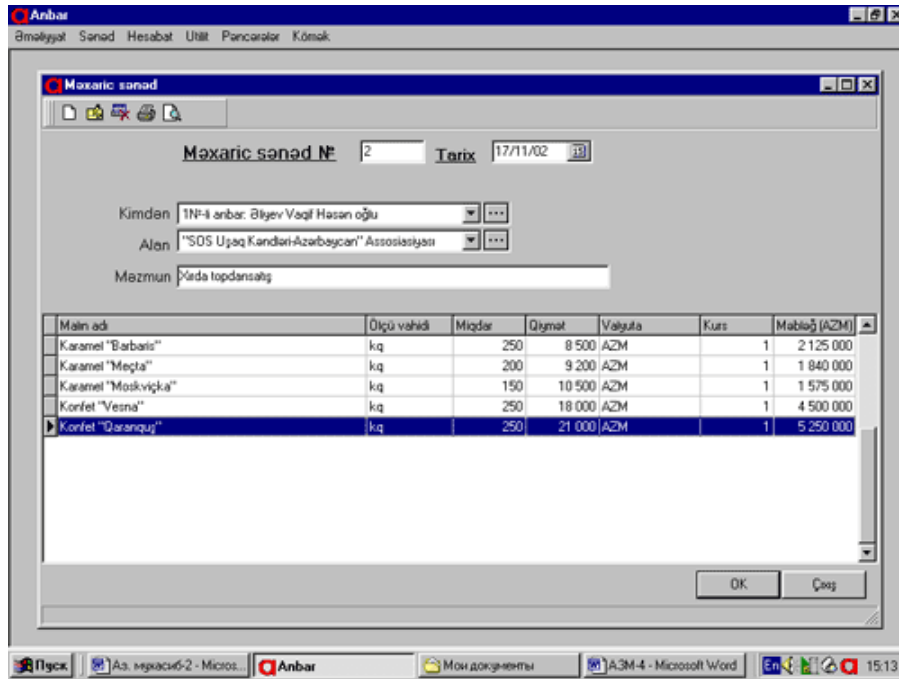 Anbar
Əməliyyat Sənəd Hesabat Utilit Pəncərələr Kömək
Məxaric sənəd
Məxaric sənəd № 2 Tarix 17/11/02
Kimdən 1№-li anbar: Əliyev Vaqif Həsən oğlu
Alan "SOS Uşaq Kəndləri-Azərbaycan" Assosiasiyası
Məzmun Xırda topdansatış
Malın adı Ölçü vahidi Miqdar Qiymət Valyuta Kurs Məbləğ (AZM)
Karamel "Barbaris" kq 250 8 500 AZM 1 2 125 000
Karamel "Meçta" kq 200 9 200 AZM 1 1 840 000
Karamel "Moskviçka" kq 150 10 500 AZM 1 1 575 000
Konfet "Vesna" kq 250 18 000 AZM 1 4 500 000
Konfet "Qaranquş" kq 250 21 000 AZM 1 5 250 000
OK Çıxış
Пуск Аз. мухасиб-2 - Micros... Anbar Мои документы АЗМ-4 - Microsoft Word En 15:13